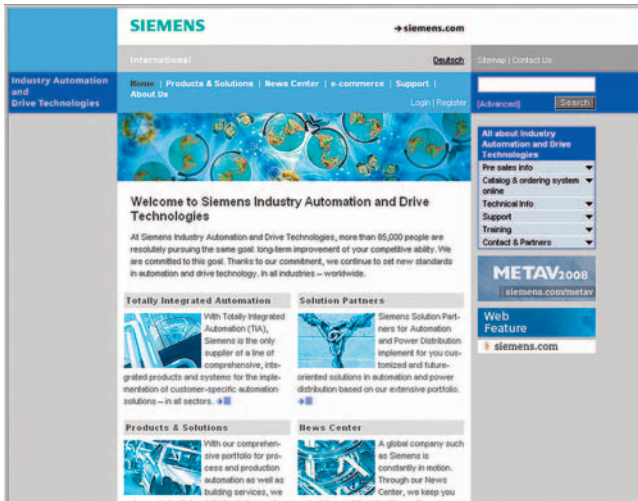 SIEMENS
→ siemens.com
International
Deutsch
Sitemap | Contact Us
Industry Automation
and
Drive Technologies
Home | Products & Solutions | News Center | e-commerce | Support |
About Us
Login | Register
[Advanced]
Search
Welcome to Siemens Industry Automation and Drive
Technologies
At Siemens Industry Automation and Drive Technologies, more than 85,000 people are
resolutely pursuing the same goal: long-term improvement of your competitive ability. We
are committed to this goal. Thanks to our commitment, we continue to set new standards
in automation and drive technology. In all industries – worldwide.
Totally Integrated Automation
With Totally Integrated
Automation (TIA),
Siemens is the only
supplier of a line of
comprehensive, inte-
grated products and systems for the imple-
mentation of customer-specific automation
solutions – in all sectors. →
Solution Partners
Siemens Solution Part-
ners for Automation
and Power Distribution
implement for you cus-
tomized and future-
oriented solutions in automation and power
distribution based on our extensive portfolio.
→
Products & Solutions
With our comprehen-
sive portfolio for pro-
cess and production
automation as well as
building services, we
News Center
A global company such
as Siemens is
constantly in motion.
Through our News
Center, we keep you
All about Industry
Automation and Drive
Technologies
Pre sales info
Catalog & ordering system
online
Technical Info
Support
Training
Contact & Partners
METAV2008
siemens.com/metav
Web
Feature
siemens.com